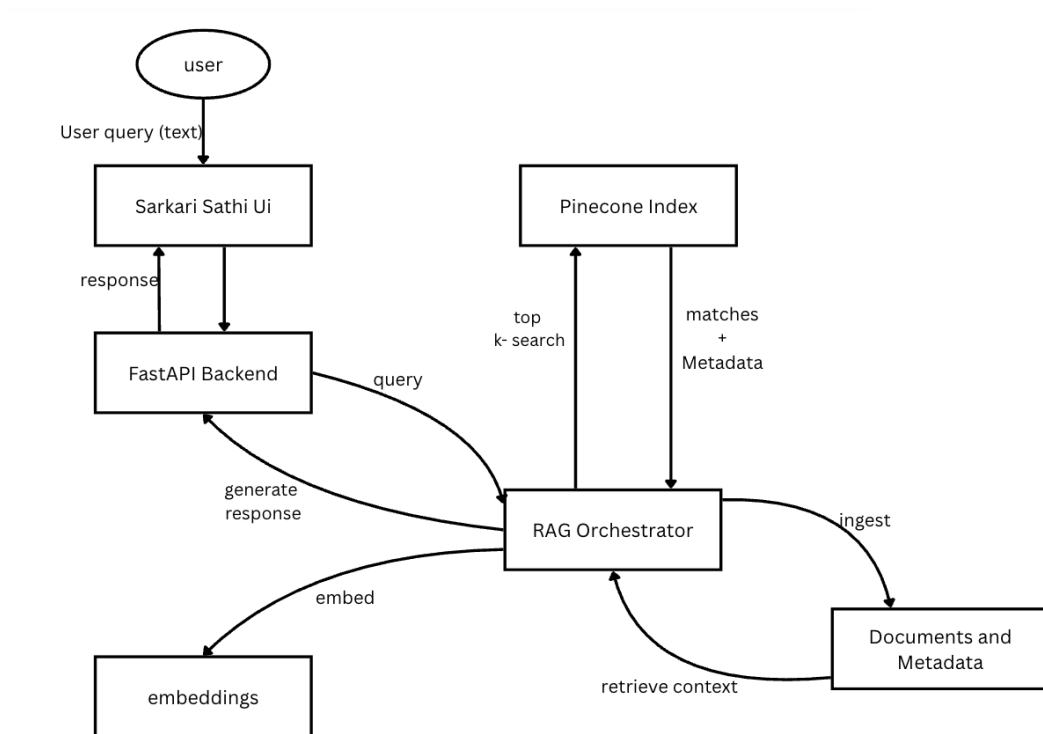 user
User query (text)
Sarkari Sathi Ui
Pinecone Index
response
top
k- search
matches
+
Metadata
FastAPI Backend
query
generate
response
RAG Orchestrator
ingest
embed
Documents and
Metadata
retrieve context
embeddings